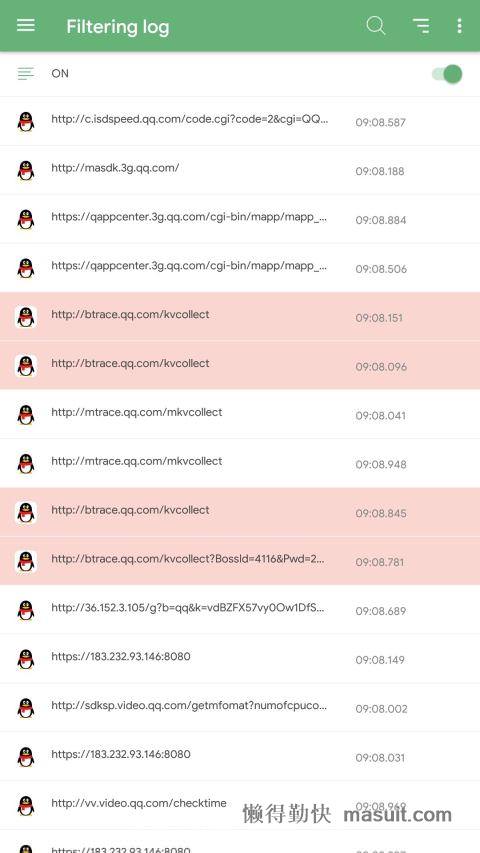 Filtering log
ON
http://c.isdspeed.qq.com/code.cgi?code=2&cgi=QQ... 09:08.587
http://masdk.3g.qq.com/ 09:08.188
https://qappcenter.3g.qq.com/cgi-bin/mapp/mapp_... 09:08.884
https://qappcenter.3g.qq.com/cgi-bin/mapp/mapp_... 09:08.506
http://btrace.qq.com/kvcollect 09:08.151
http://btrace.qq.com/kvcollect 09:08.096
http://mtrace.qq.com/mkvcollect 09:08.041
http://mtrace.qq.com/mkvcollect 09:08.948
http://btrace.qq.com/kvcollect 09:08.845
http://btrace.qq.com/kvcollect?BossId=4116&Pwd=2... 09:08.781
http://36.152.3.105/g?b=qq&k=vdBZFX57vy0Ow1DfS... 09:08.689
https://183.232.93.146:8080 09:08.149
http://sdksp.video.qq.com/getmfomat?numofcpuco... 09:08.002
https://183.232.93.146:8080 09:08.031
http://vv.video.qq.com/checktime 09:08.969
懒得勤快 masuit.com
https://183.232.93.146:8080